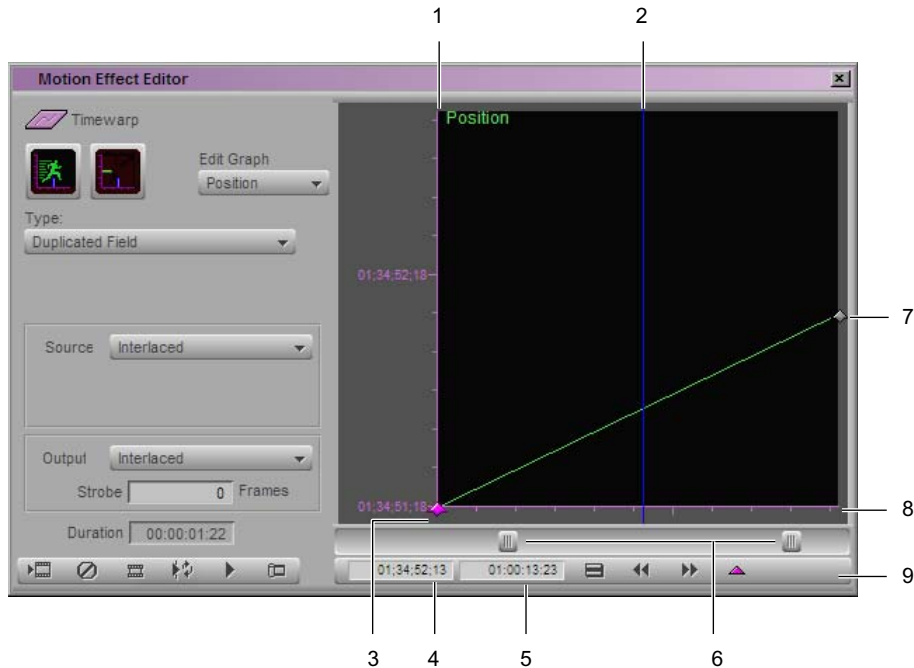 1 2
Motion Effect Editor
Timewarp
Position
Edit Graph
Position
Type:
Duplicated Field
01;34;52;18
7
Source Interlaced
Output Interlaced
Strobe 0 Frames
01;34;51;18
8
Duration 00:00:01:22
01;34;52;13 01:00:13:23
9
3 4 5 6